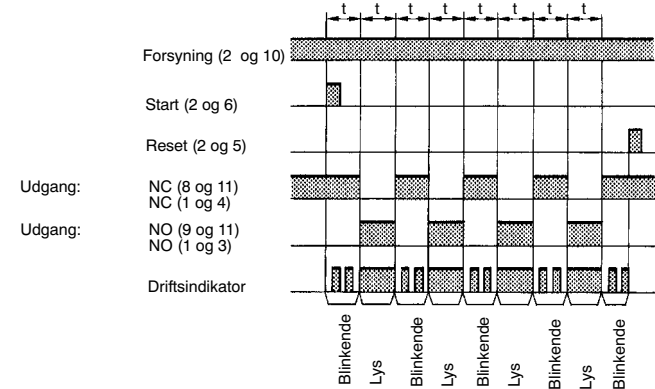 t t t t t t t t
Forsyning (2 og 10)
Start (2 og 6)
Reset (2 og 5)
Udgang: NC (8 og 11)
NC (1 og 4)
Udgang: NO (9 og 11)
NO (1 og 3)
Driftsindikator
Blinkende
Lys
Blinkende
Lys
Blinkende
Lys
Blinkende
Lys
Blinkende